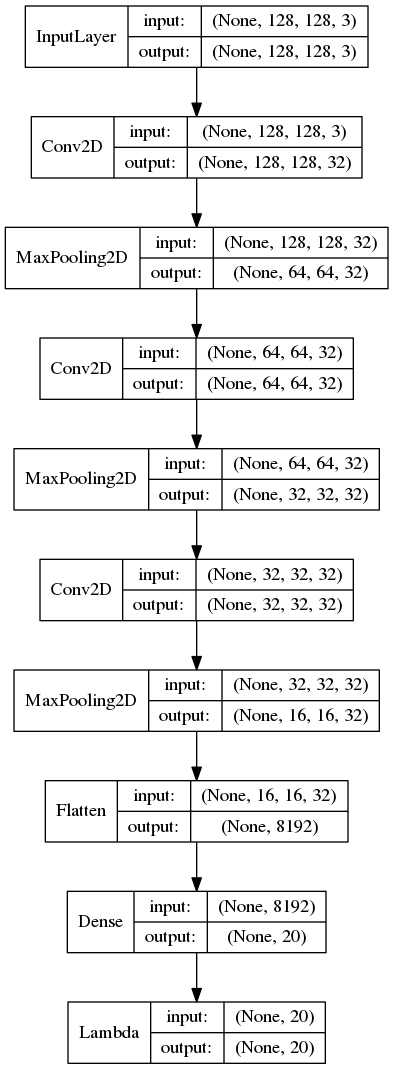 InputLayer
input: (None, 128, 128, 3)
output: (None, 128, 128, 3)
Conv2D
input: (None, 128, 128, 3)
output: (None, 128, 128, 32)
MaxPooling2D
input: (None, 128, 128, 32)
output: (None, 64, 64, 32)
Conv2D
input: (None, 64, 64, 32)
output: (None, 64, 64, 32)
MaxPooling2D
input: (None, 64, 64, 32)
output: (None, 32, 32, 32)
Conv2D
input: (None, 32, 32, 32)
output: (None, 32, 32, 32)
MaxPooling2D
input: (None, 32, 32, 32)
output: (None, 16, 16, 32)
Flatten
input: (None, 16, 16, 32)
output: (None, 8192)
Dense
input: (None, 8192)
output: (None, 20)
Lambda
input: (None, 20)
output: (None, 20)